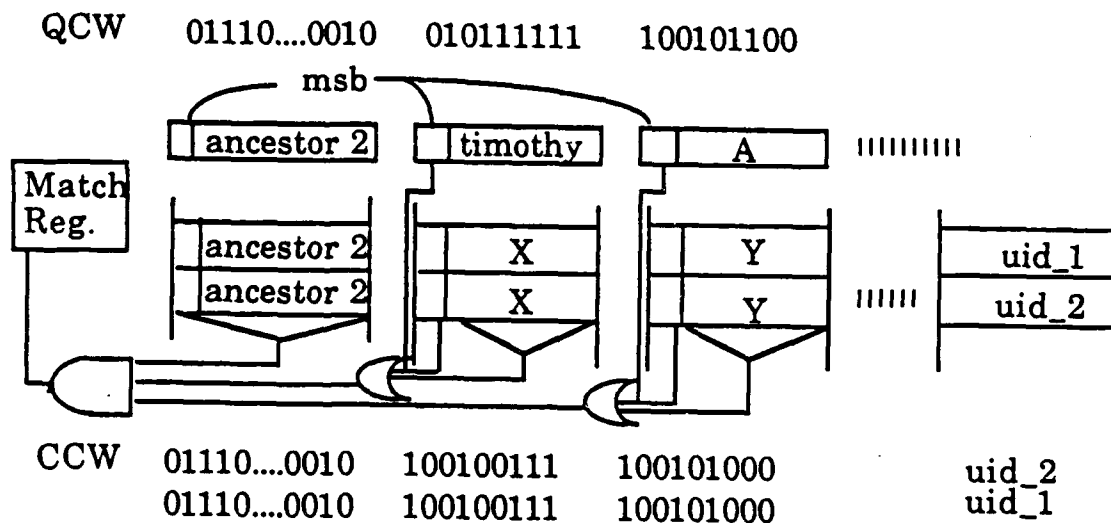 QCW 01110....0010 010111111 100101100
msb
ancestor 2 timothy A
Match
Reg.
ancestor 2 X Y uid_1
ancestor 2 X Y uid_2
CCW 01110....0010 100100111 100101000 uid_2
01110....0010 100100111 100101000 uid_1